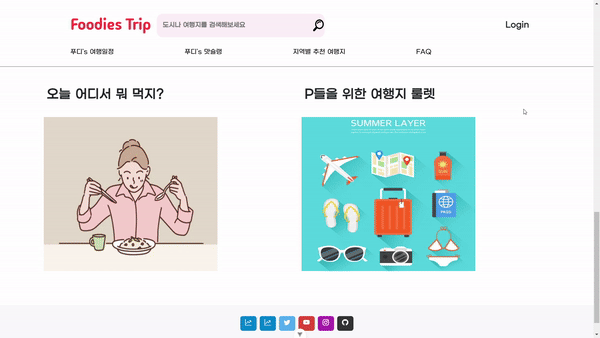 Foodies Trip
도시나 여행지를 검색해보세요
Login
푸디's 여행일정
푸디's 맛슐랭
지역별 추천 여행지
FAQ
오늘 어디서 뭐 먹지?
P들을 위한 여행지 룰렛
SUMMER LAYER
SUN
PASS